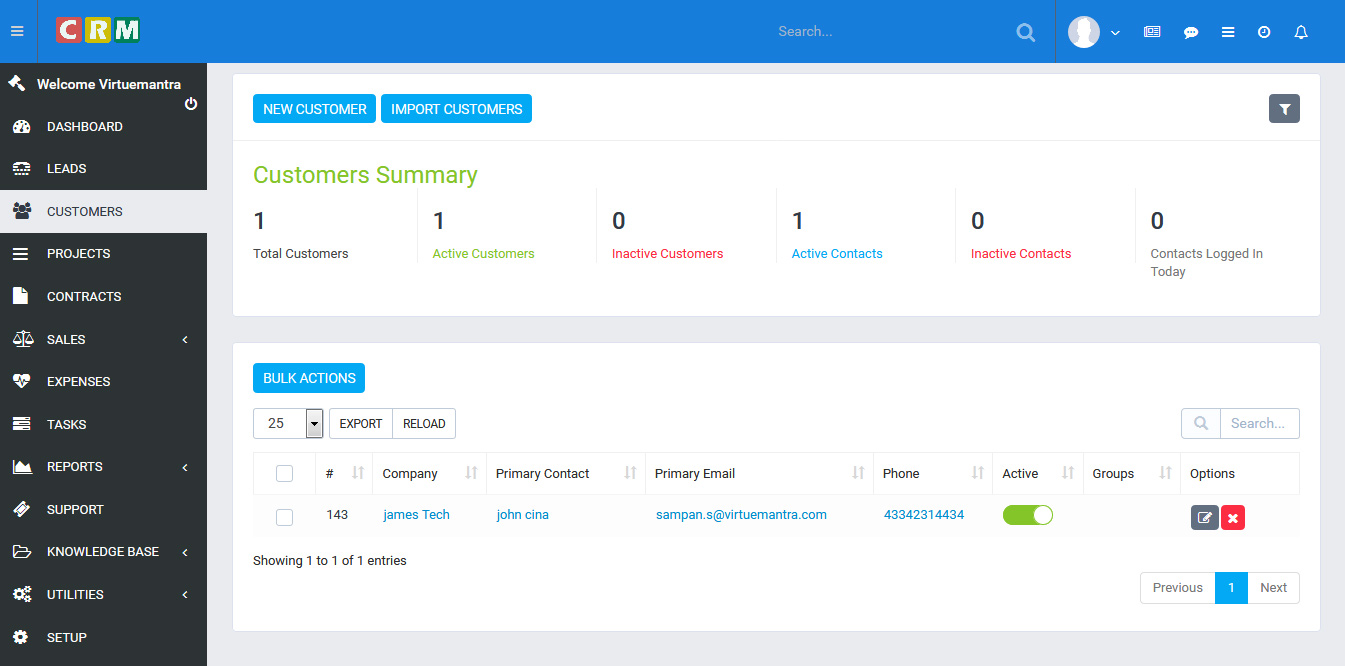 CRM
Search...
Welcome Virtuemantra
DASHBOARD
LEADS
CUSTOMERS
PROJECTS
CONTRACTS
SALES
EXPENSES
TASKS
REPORTS
SUPPORT
KNOWLEDGE BASE
UTILITIES
SETUP
NEW CUSTOMER IMPORT CUSTOMERS
Customers Summary
1 1 0 1 0 0
Total Customers Active Customers Inactive Customers Active Contacts Inactive Contacts Contacts Logged In
Today
BULK ACTIONS
25 EXPORT RELOAD Search...
# Company Primary Contact Primary Email Phone Active Groups Options
143 james Tech john cina sampan.s@virtuemantra.com 43342314434
Showing 1 to 1 of 1 entries
Previous 1 Next